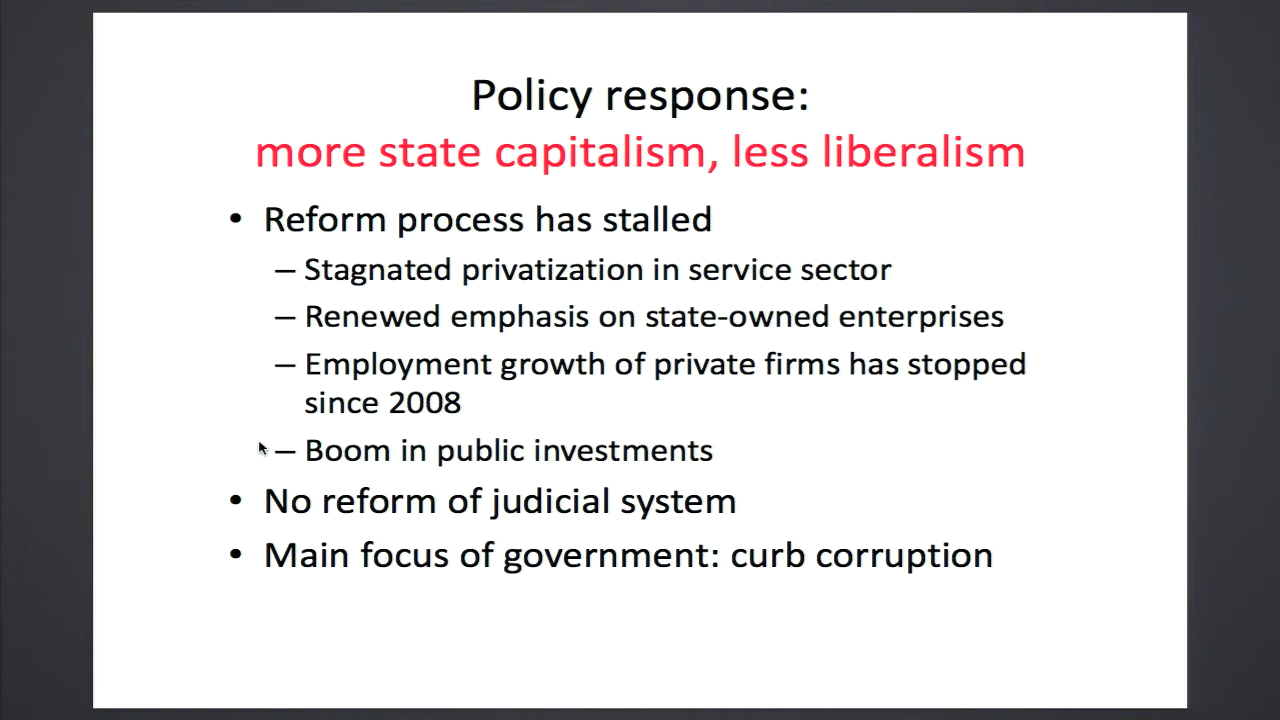 Policy response:
more state capitalism, less liberalism
• Reform process has stalled
– Stagnated privatization in service sector
– Renewed emphasis on state-owned enterprises
– Employment growth of private firms has stopped
since 2008
– Boom in public investments
• No reform of judicial system
• Main focus of government: curb corruption